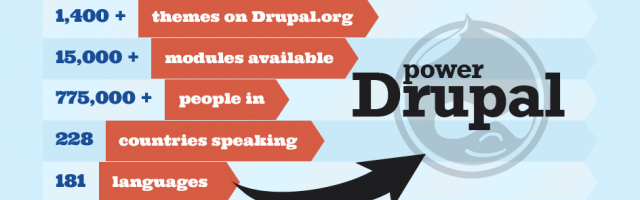 1,400 + themes on Drupal.org
15,000 + modules available
775,000 + people in
228 countries speaking
181 languages
power
Drupal